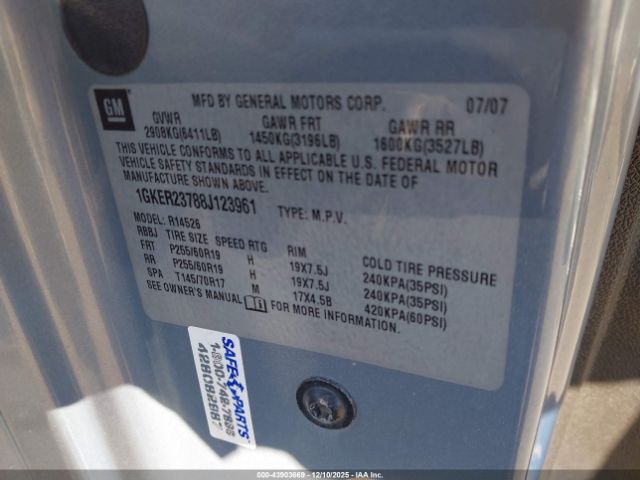 GM
MFD BY GENERAL MOTORS CORP. 07/07
GVWR GAWR FRT GAWR RR
2908KG(6411LB) 1450KG(3196LB) 1600KG(3527LB)
THIS VEHICLE CONFORMS TO ALL APPLICABLE U.S. FEDERAL MOTOR
VEHICLE SAFETY STANDARDS IN EFFECT ON THE DATE OF
MANUFACTURE SHOWN ABOVE.
1GKER23788J123961 TYPE: M.P.V.
MODEL: R14526
RBBJ TIRE SIZE SPEED RTG RIM COLD TIRE PRESSURE
FRT P255/60R19 H 19X7.5J 240KPA(35PSI)
RR P255/60R19 H 19X7.5J 240KPA(35PSI)
SPA T145/70R17 M 17X4.5B 420KPA(60PSI)
SEE OWNER'S MANUAL FOR MORE INFORMATION.
SAFE PARTS
000-43903669 - 12/10/2025 - IAAI.COM